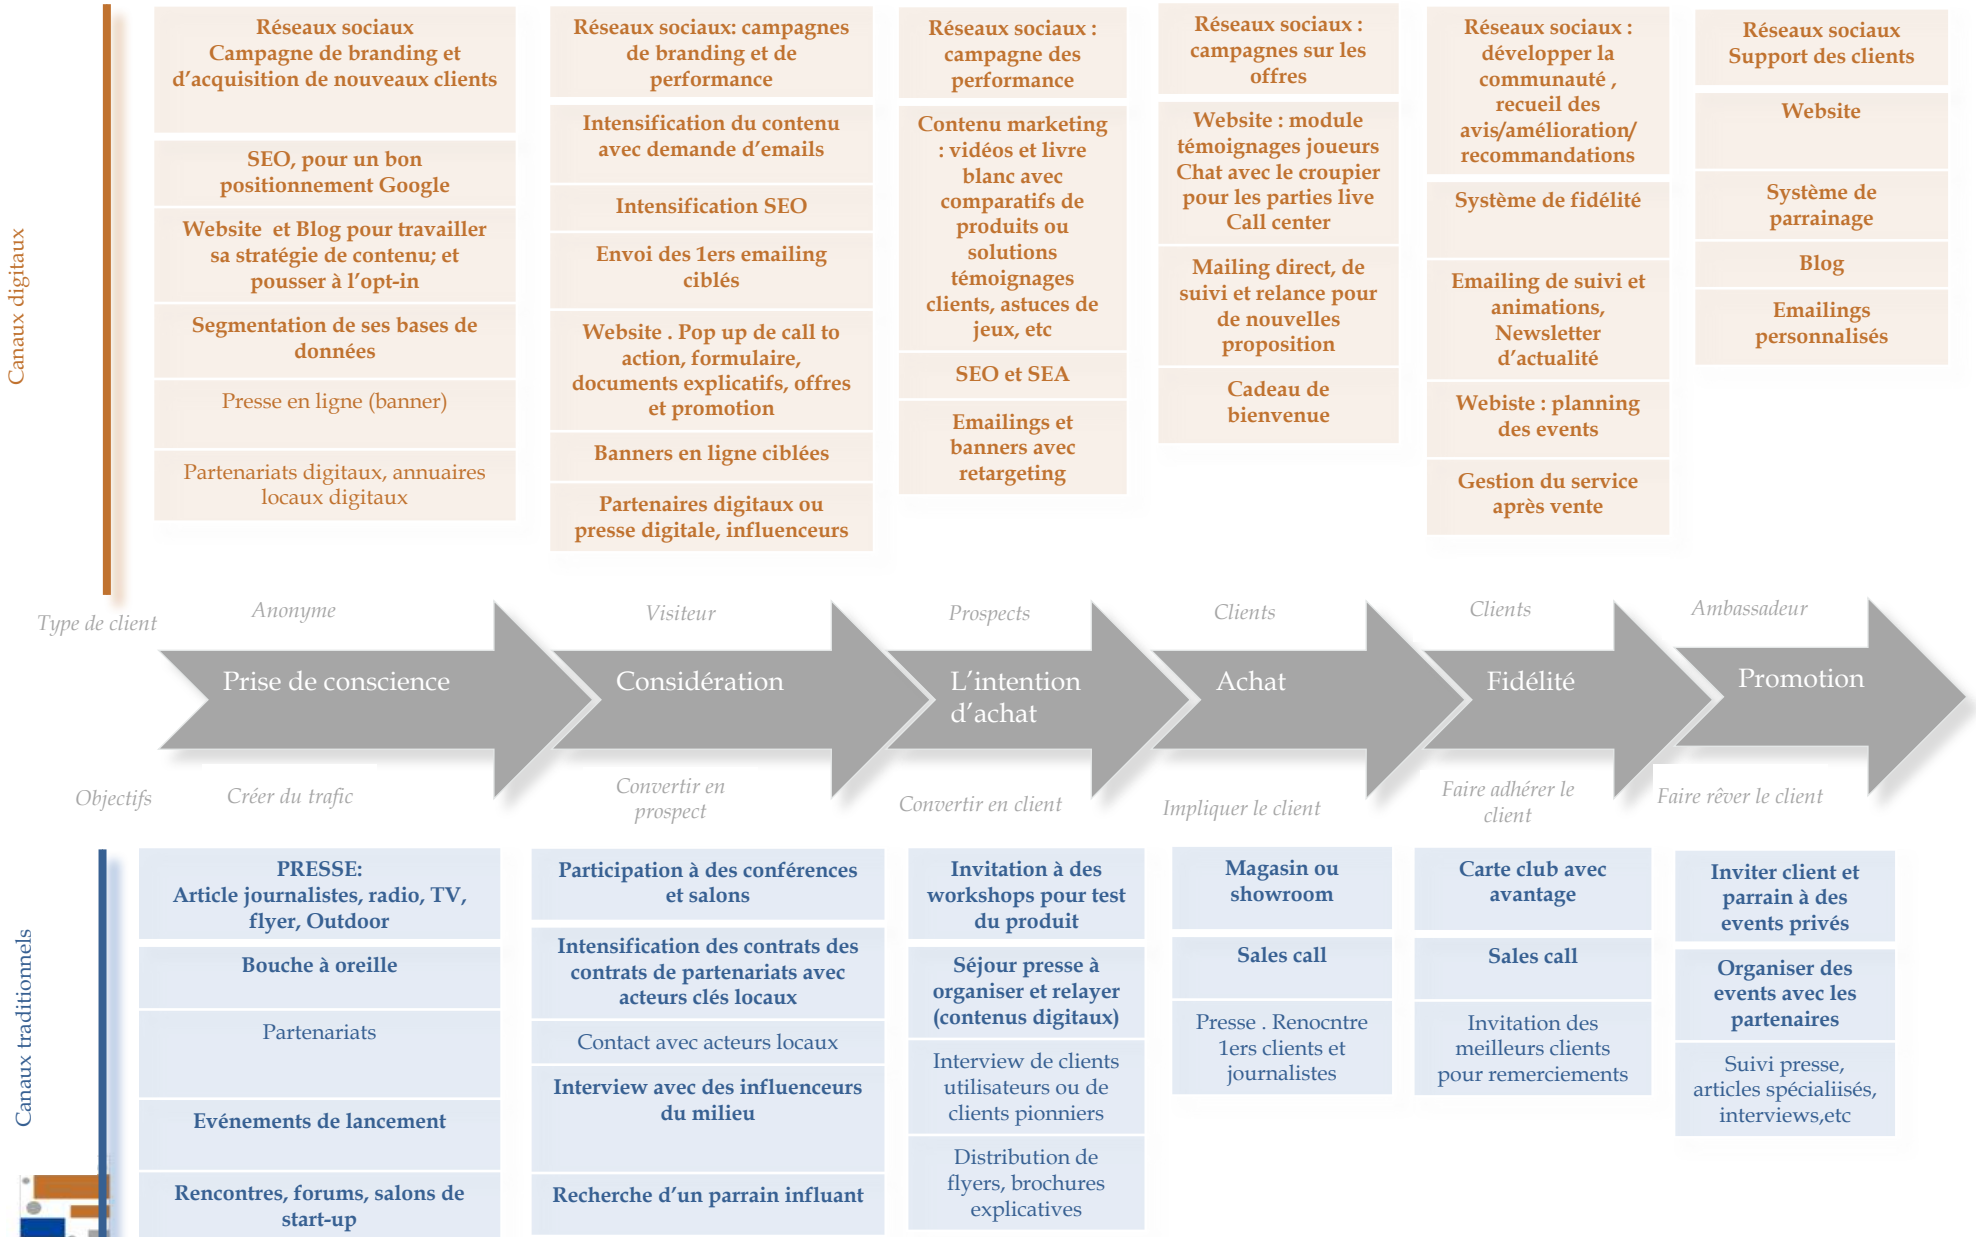 Canaux digitaux
Réseaux sociaux
Campagne de branding et
d'acquisition de nouveaux clients
SEO, pour un bon
positionnement Google
Website et Blog pour travailler
sa stratégie de contenu; et
pousser à l'opt-in
Segmentation de ses bases de
données
Presse en ligne (banner)
Partenariats digitaux, annuaires
locaux digitaux
Réseaux sociaux: campagnes
de branding et de
performance
Intensification du contenu
avec demande d'emails
Intensification SEO
Envoi des 1ers emailing
ciblés
Website . Pop up de call to
action, formulaire,
documents explicatifs, offres
et promotion
Banners en ligne ciblées
Partenaires digitaux ou
presse digitale, influenceurs
Réseaux sociaux :
campagne des
performance
Contenu marketing
: vidéos et livre
blanc avec
comparatifs de
produits ou
solutions
témoignages
clients, astuces de
jeux, etc
SEO et SEA
Emailings et
banners avec
retargeting
Réseaux sociaux :
campagnes sur les
offres
Website : module
témoignages joueurs
Chat avec le croupier
pour les parties live
Call center
Mailing direct, de
suivi et relance pour
de nouvelles
proposition
Cadeau de
bienvenue
Réseaux sociaux :
développer la
communauté ,
recueil des
avis/amélioration/
recommandations
Système de fidélité
Emailing de suivi et
animations,
Newsletter
d'actualité
Webiste : planning
des events
Gestion du service
après vente
Réseaux sociaux
Support des clients
Website
Système de
parrainage
Blog
Emailings
personnalisés
Type de client
Anonyme
Visiteur
Prospects
Clients
Clients
Ambassadeur
Prise de conscience
Considération
L'intention
d'achat
Achat
Fidélité
Promotion
Objectifs
Créer du trafic
Convertir en
prospect
Convertir en client
Impliquer le client
Faire adhérer le
client
Faire rêver le client
Canaux traditionnels
PRESSE:
Article journalistes, radio, TV,
flyer, Outdoor
Bouche à oreille
Partenariats
Evénements de lancement
Rencontres, forums, salons de
start-up
Participation à des conférences
et salons
Intensification des contrats des
contrats de partenariats avec
acteurs clés locaux
Contact avec acteurs locaux
Interview avec des influenceurs
du milieu
Recherche d'un parrain influant
Invitation à des
workshops pour test
du produit
Séjour presse à
organiser et relayer
(contenus digitaux)
Interview de clients
utilisateurs ou de
clients pionniers
Distribution de
flyers, brochures
explicatives
Magasin ou
showroom
Sales call
Presse . Renocntre
1ers clients et
journalistes
Carte club avec
avantage
Sales call
Invitation des
meilleurs clients
pour remerciements
Inviter client et
parrain à des
events privés
Organiser des
events avec les
partenaires
Suivi presse,
articles spécialiisés,
interviews,etc